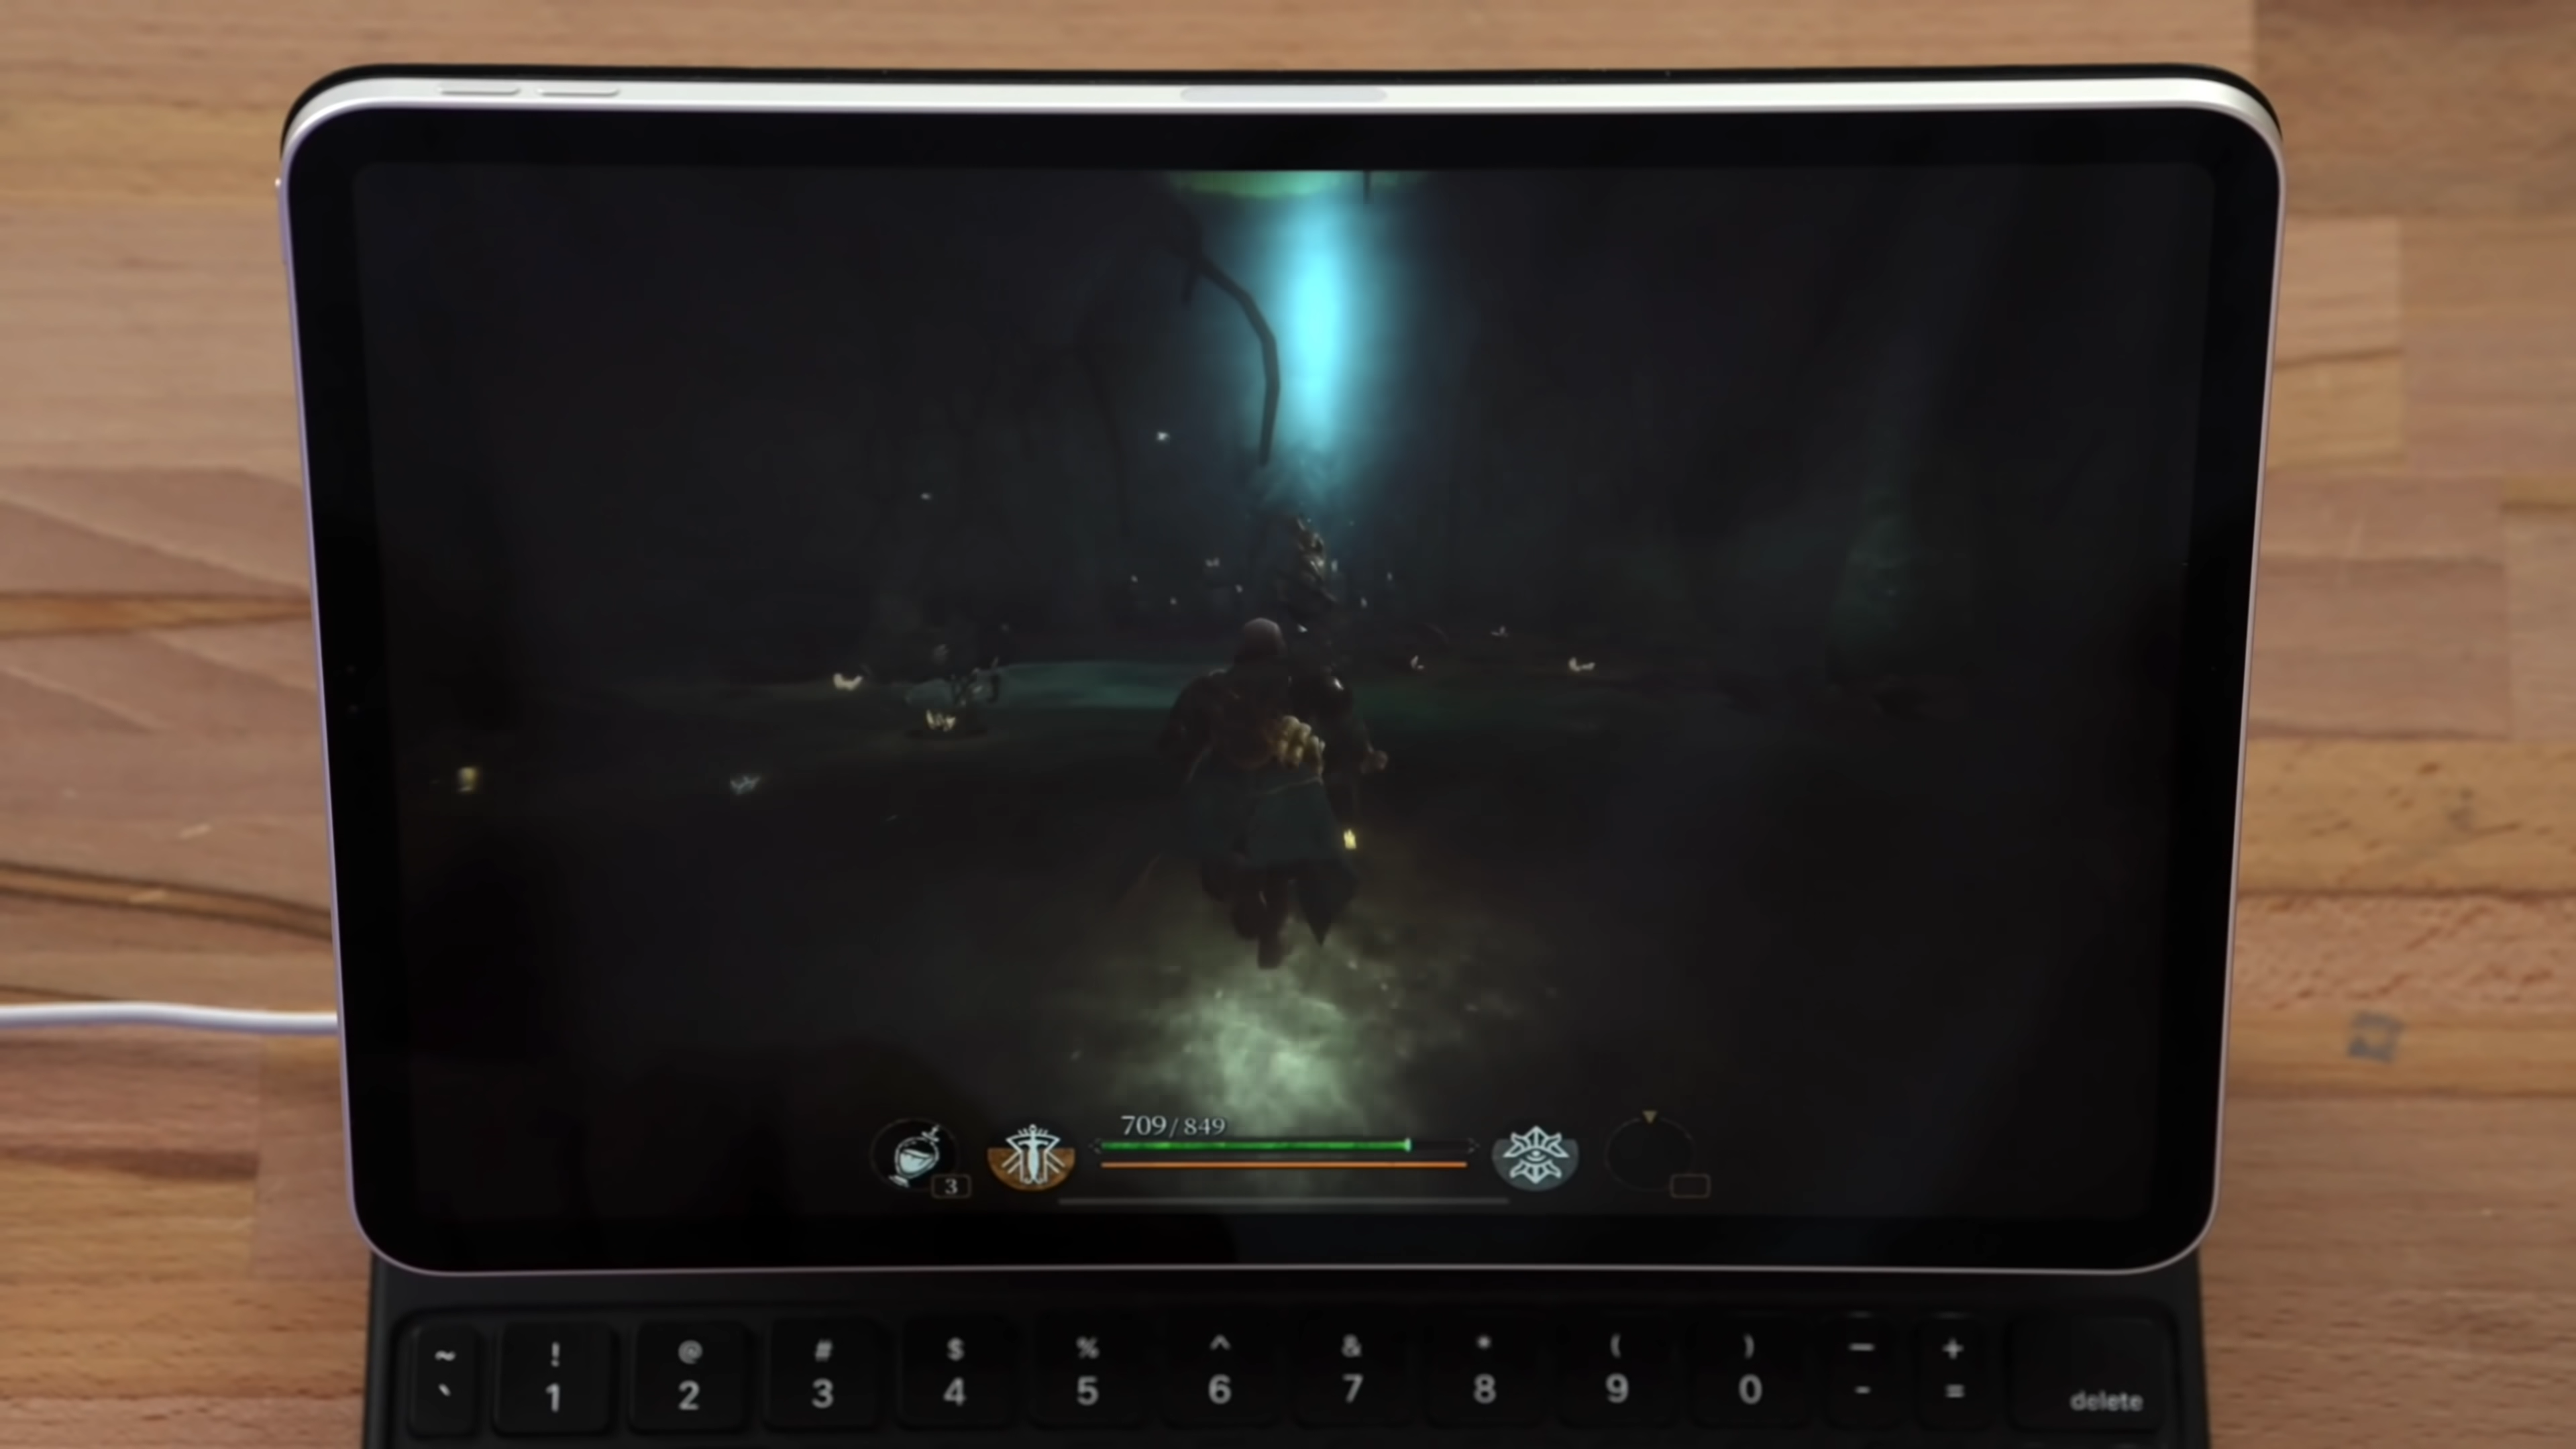 709/849
3
~ ! @ # $ % ^ & * ( ) — +
` 1 2 3 4 5 6 7 8 9 0 - =
delete